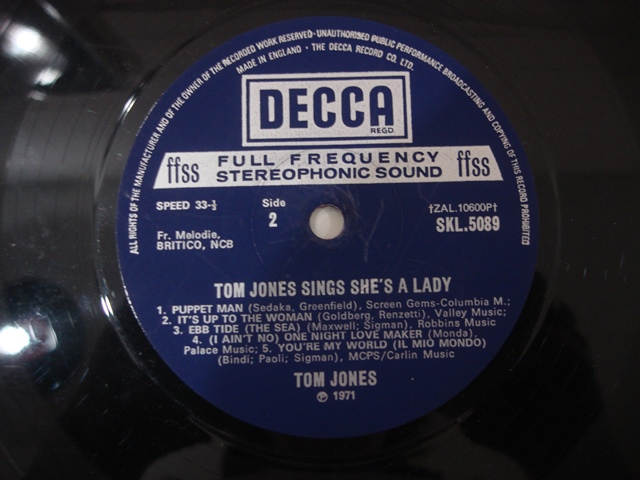 ALL RIGHTS OF THE MANUFACTURER AND OF THE OWNER OF THE RECORDED WORK RESERVED·UNAUTHORISED PUBLIC PERFORMANCE BROADCASTING AND COPYING OF THIS RECORD PROHIBITED
MADE IN ENGLAND · THE DECCA RECORD CO. LTD.
DECCA
REGD.
ffss FULL FREQUENCY STEREOPHONIC SOUND ffss
SPEED 33-⅓
Side
2
†ZAL.10600P†
SKL.5089
Fr. Melodie,
BRITICO, NCB
TOM JONES SINGS SHE'S A LADY
1. PUPPET MAN (Sedaka, Greenfield), Screen Gems-Columbia M.;
2. IT'S UP TO THE WOMAN (Goldberg, Renzetti), Valley Music;
3. EBB TIDE (THE SEA) (Maxwell; Sigman), Robbins Music
4. (I AIN'T NO) ONE NIGHT LOVE MAKER (Monda),
Palace Music; 5. YOU'RE MY WORLD (IL MIO MONDO)
(Bindi; Paoli; Sigman), MCPS/Carlin Music
TOM JONES
℗ 1971